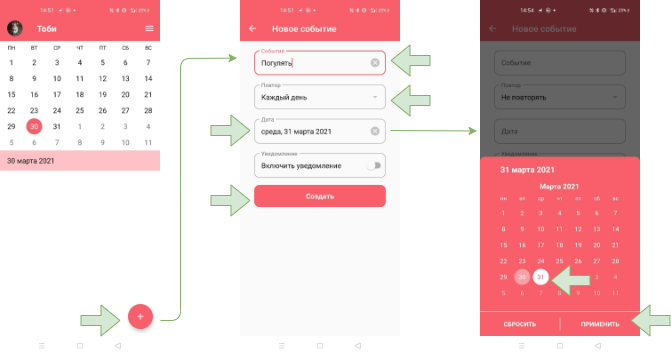 14:51
Тоби
ПН ВТ СР ЧТ ПТ СБ ВС
1 2 3 4 5 6 7
8 9 10 11 12 13 14
15 16 17 18 19 20 21
22 23 24 25 26 27 28
29 30 31 1 2 3 4
5 6 7 8 9 10 11
30 марта 2021
+
14:51
Новое событие
Событие
Погулять
Повтор
Каждый день
Дата
среда, 31 марта 2021
Уведомление
Включить уведомление
Создать
14:54
Новое событие
Событие
Повтор
Не повторять
Дата
Уведомление
31 марта 2021
Марта 2021
пн вт ср чт пт сб вс
1 2 3 4 5 6 7
8 9 10 11 12 13 14
15 16 17 18 19 20 21
22 23 24 25 26 27 28
29 30 31 1 2 3 4
5 6 7 8 9 10 11
СБРОСИТЬ ПРИМЕНИТЬ